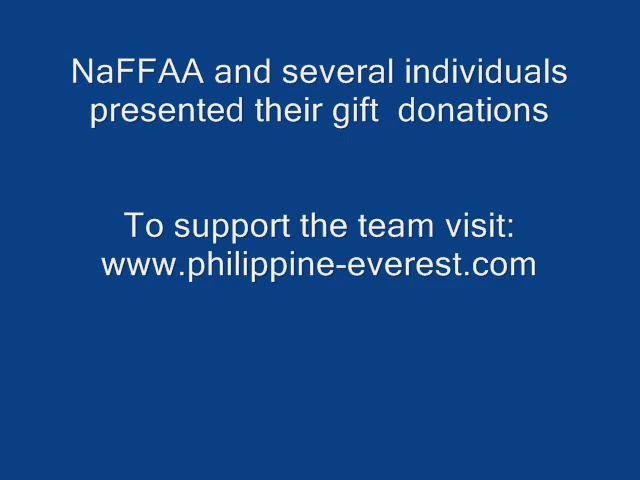 NaFFAA and several individuals
presented their gift  donations
To support the team visit:
www.philippine-everest.com